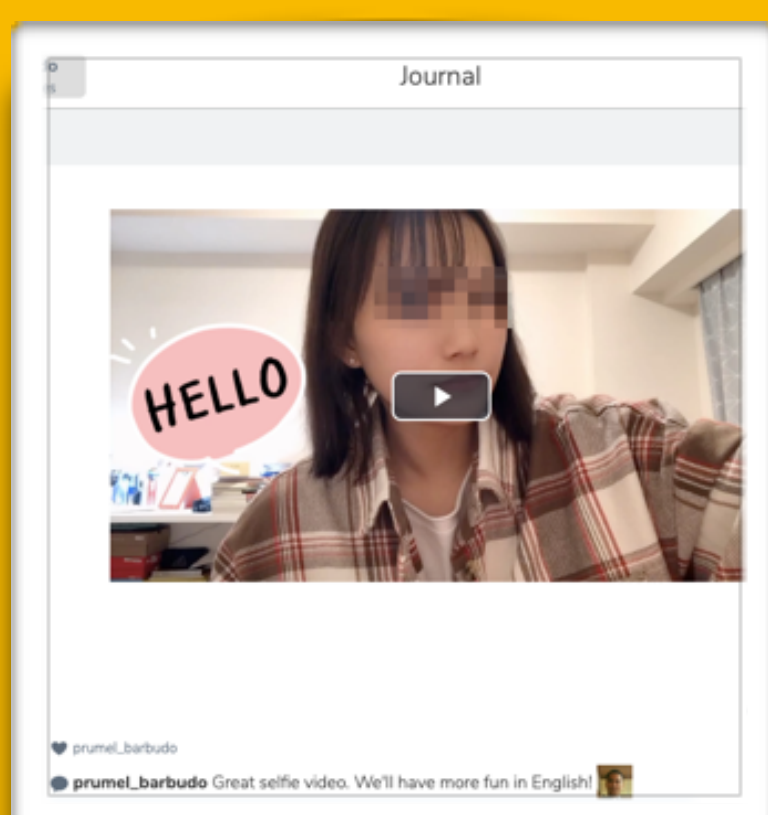 Journal
HELLO
prumel_barbudo
prumel_barbudo Great selfie video. We'll have more fun in English!